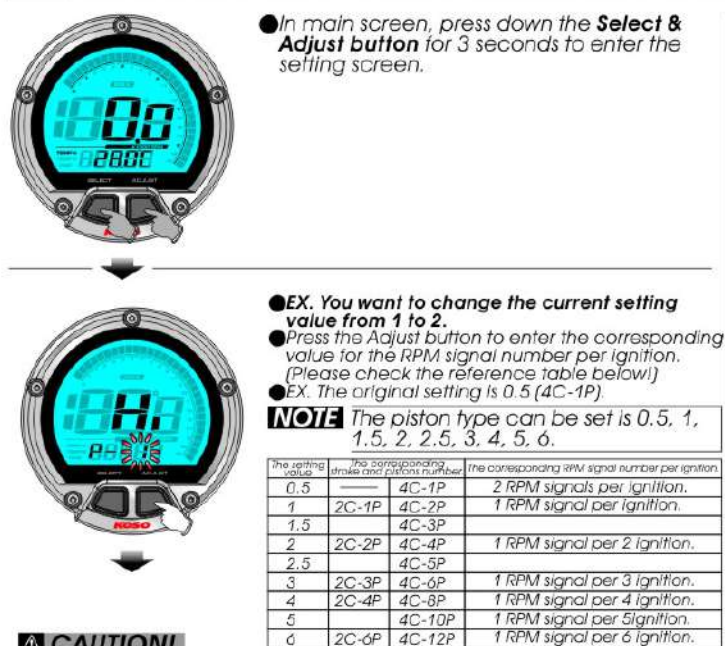 ●In main screen, press down the Select &
Adjust button for 3 seconds to enter the
setting screen.
0.0
28.0C
SELECT ADJUST
●EX. You want to change the current setting
value from 1 to 2.
●Press the Adjust button to enter the corresponding
value for the RPM signal number per ignition.
(Please check the reference table below!)
●EX. The original setting is 0.5 (4C-1P).
NOTE The piston type can be set is 0.5, 1,
1.5, 2, 2.5, 3, 4, 5, 6.
H.
1
SELECT ADJUST
KOSO
The setting value The corresponding stroke and pistons number The corresponding RPM signal number per ignition.
0.5 —— 4C-1P 2 RPM signals per ignition.
1 2C-1P 4C-2P 1 RPM signal per ignition.
1.5 4C-3P
2 2C-2P 4C-4P 1 RPM signal per 2 ignition.
2.5 4C-5P
3 2C-3P 4C-6P 1 RPM signal per 3 ignition.
4 2C-4P 4C-8P 1 RPM signal per 4 ignition.
5 4C-10P 1 RPM signal per 5ignition.
6 2C-6P 4C-12P 1 RPM signal per 6 ignition.
CAUTION!